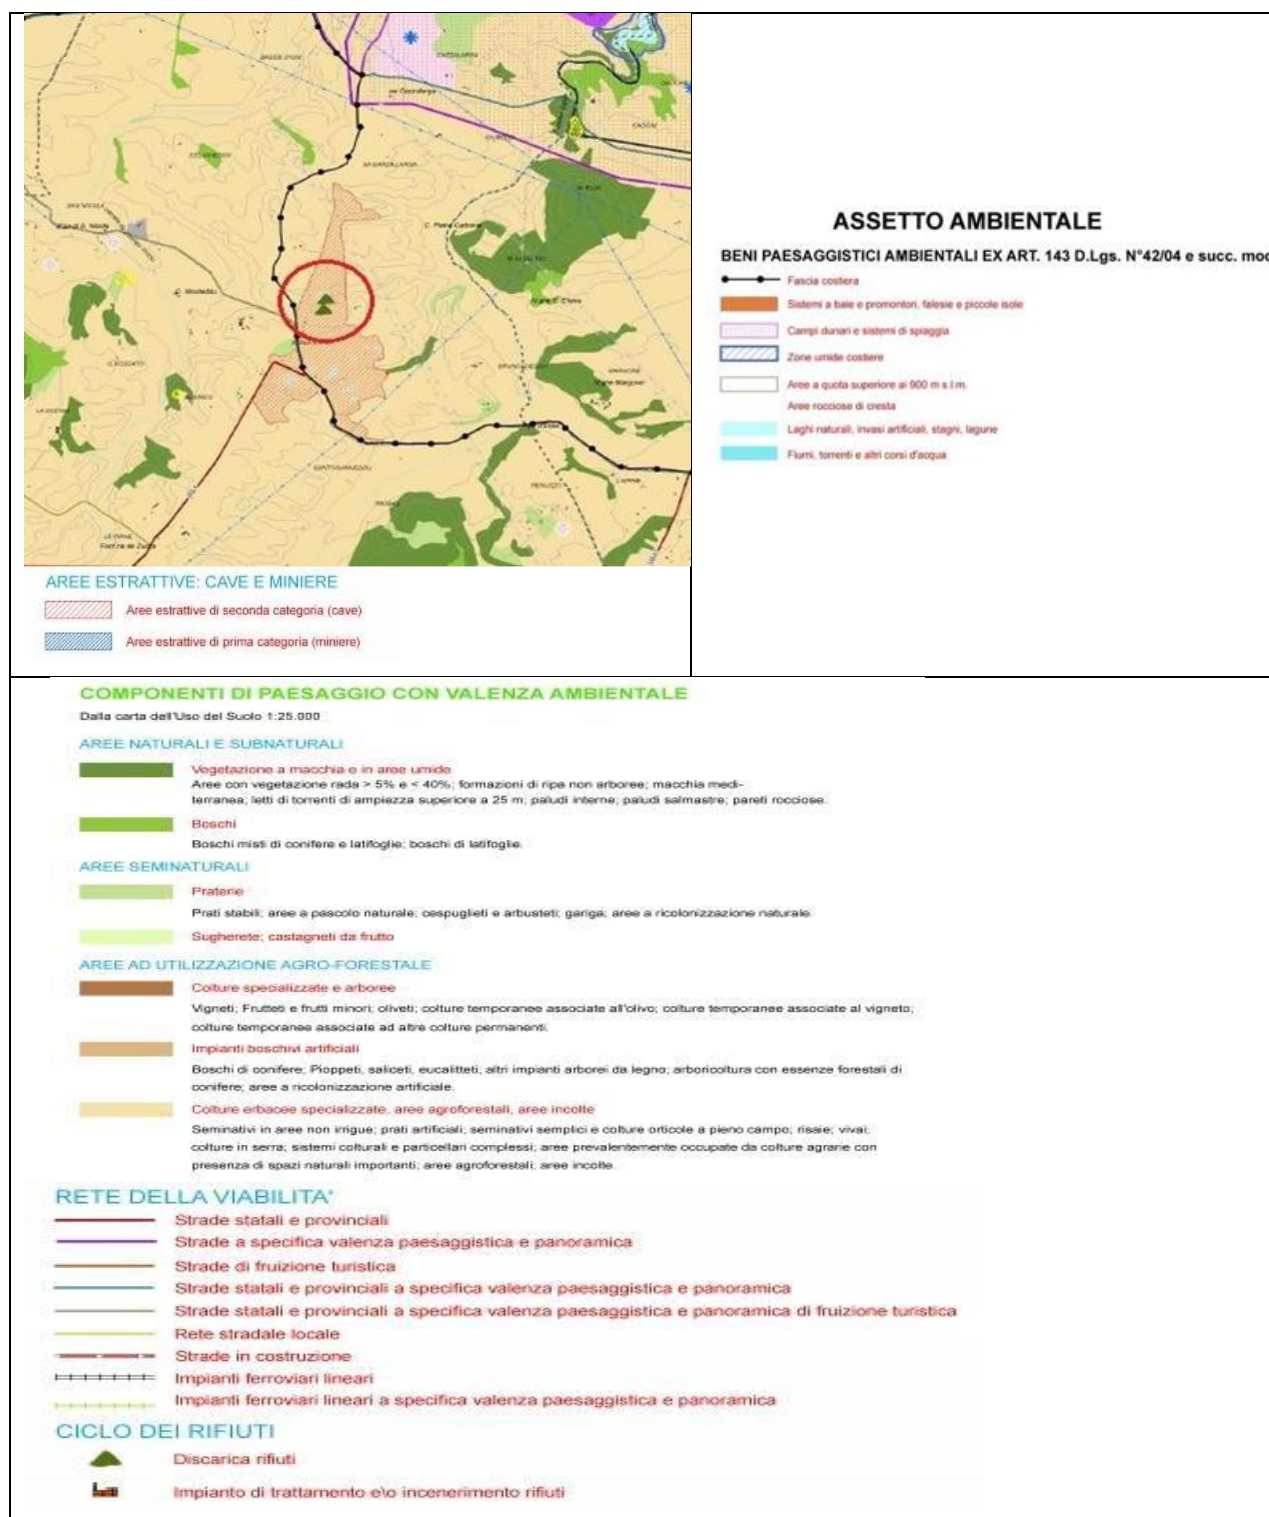 ASSETTO AMBIENTALE
BENI PAESAGGISTICI AMBIENTALI EX ART. 143 D.Lgs. N°42/04 e succ. mod
Fascia costiera
Sistemi a baie e promontori, falesie e piccole isole
Campi dunari e sistemi di spiaggia
Zone umide costiere
Aree a quota superiore ai 900 m s.l.m.
Aree rocciose di cresta
Laghi naturali, invasi artificiali, stagni, lagune
Fiumi, torrenti e altri corsi d'acqua
AREE ESTRATTIVE: CAVE E MINIERE
Aree estrattive di seconda categoria (cave)
Aree estrattive di prima categoria (miniere)
COMPONENTI DI PAESAGGIO CON VALENZA AMBIENTALE
Dalla carta dell'Uso del Suolo 1:25.000
AREE NATURALI E SUBNATURALI
Vegetazione a macchia e in aree umide
Aree con vegetazione rada > 5% e < 40%; formazioni di ripa non arboree; macchia medi-
terranea; letti di torrenti di ampiezza superiore a 25 m; paludi interne; paludi salmastre; pareti rocciose.
Boschi
Boschi misti di conifere e latifoglie; boschi di latifoglie.
AREE SEMINATURALI
Praterie
Prati stabili; aree a pascolo naturale; cespuglieti e arbusteti; gariga; aree a ricolonizzazione naturale.
Sugherete; castagneti da frutto
AREE AD UTILIZZAZIONE AGRO-FORESTALE
Colture specializzate e arboree
Vigneti; Frutteti e frutti minori; oliveti; colture temporanee associate all'olivo; colture temporanee associate al vigneto;
colture temporanee associate ad altre colture permanenti.
Impianti boschivi artificiali
Boschi di conifere; Pioppeti, saliceti, eucalitteti; altri impianti arborei da legno; arboricoltura con essenze forestali di
conifere; aree a ricolonizzazione artificiale.
Colture erbacee specializzate, aree agroforestali, aree incolte
Seminativi in aree non irrigue; prati artificiali; seminativi semplici e colture orticole a pieno campo; risaie; vivai;
colture in serra; sistemi colturali e particellari complessi; aree prevalentemente occupate da colture agrarie con
presenza di spazi naturali importanti; aree agroforestali; aree incolte.
RETE DELLA VIABILITA'
Strade statali e provinciali
Strade a specifica valenza paesaggistica e panoramica
Strade di fruizione turistica
Strade statali e provinciali a specifica valenza paesaggistica e panoramica
Strade statali e provinciali a specifica valenza paesaggistica e panoramica di fruizione turistica
Rete stradale locale
Strade in costruzione
Impianti ferroviari lineari
Impianti ferroviari lineari a specifica valenza paesaggistica e panoramica
CICLO DEI RIFIUTI
Discarica rifiuti
Impianto di trattamento e\o incenerimento rifiuti